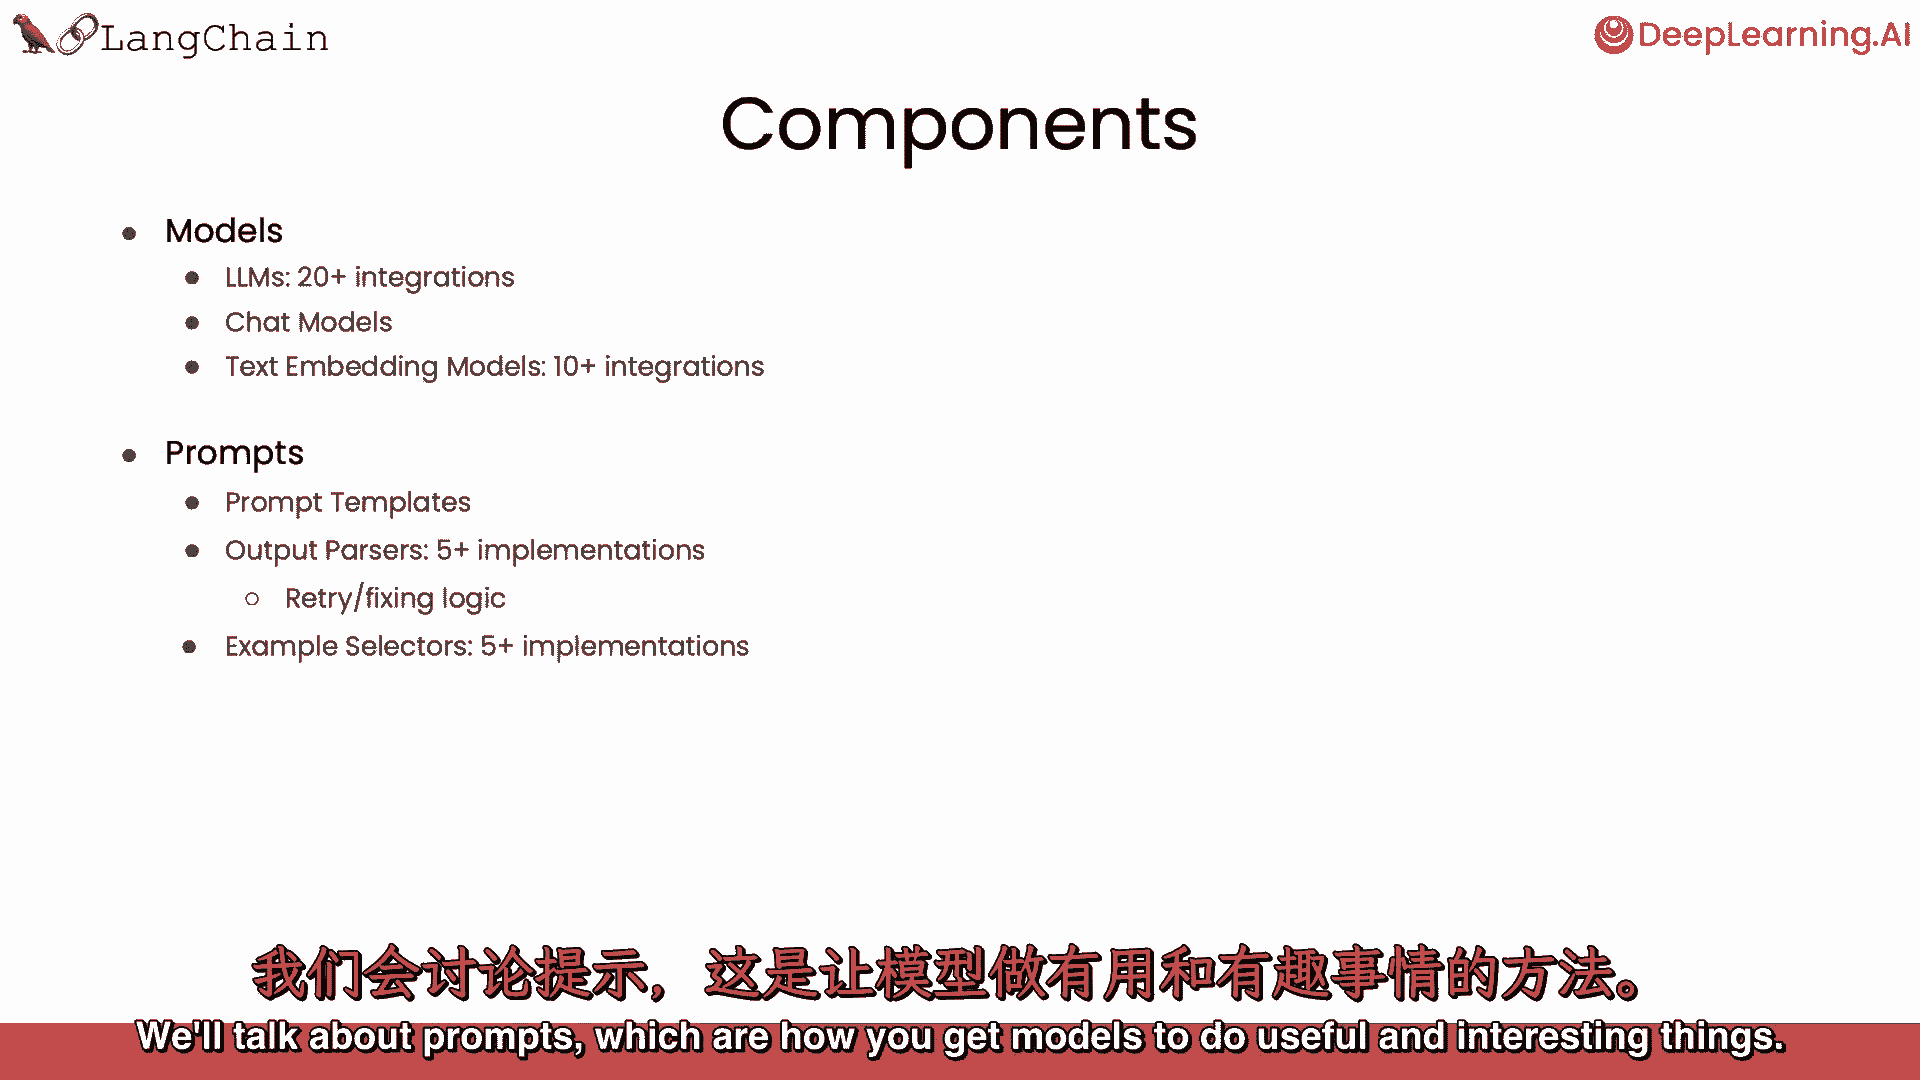 LangChain
DeepLearning.AI
Components
Models
LLMs: 20+ integrations
Chat Models
Text Embedding Models: 10+ integrations
Prompts
Prompt Templates
Output Parsers: 5+ implementations
Retry/fixing logic
Example Selectors: 5+ implementations
我们会讨论提示，这是让模型做有用和有趣事情的方法。
We'll talk about prompts, which are how you get models to do useful and interesting things.